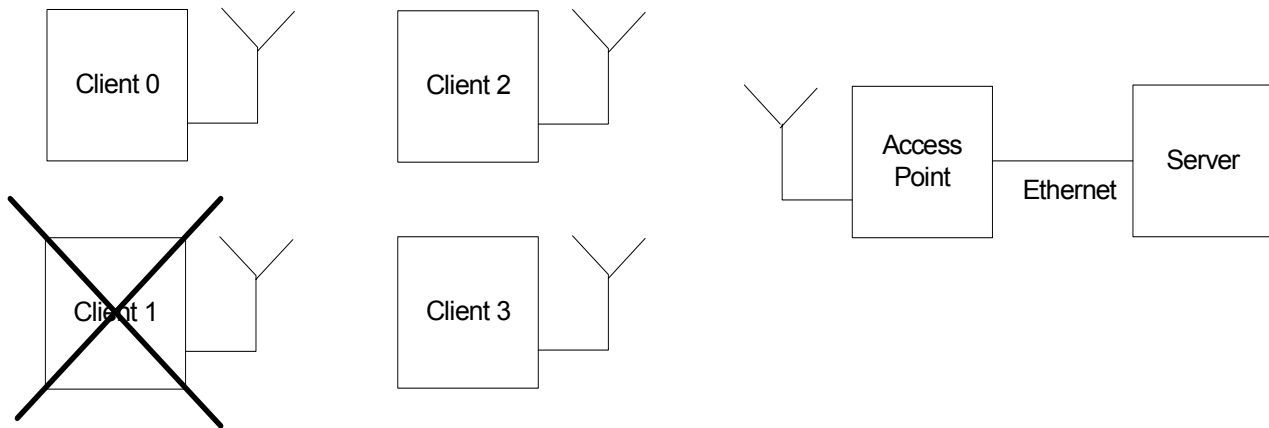 Client 0
Client 2
Access
Point
Server
Ethernet
Client 1
Client 3